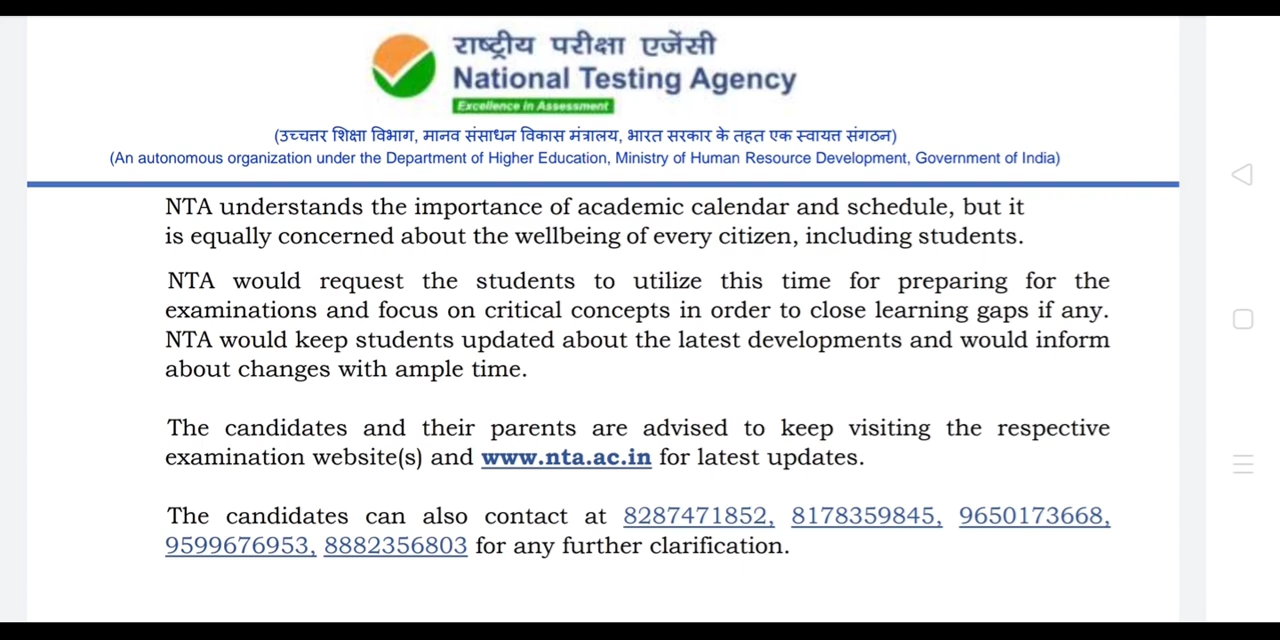 राष्ट्रीय परीक्षा एजेंसी
National Testing Agency
Excellence in Assessment
(उच्चतर शिक्षा विभाग, मानव संसाधन विकास मंत्रालय, भारत सरकार के तहत एक स्वायत्त संगठन)
(An autonomous organization under the Department of Higher Education, Ministry of Human Resource Development, Government of India)
NTA understands the importance of academic calendar and schedule, but it
is equally concerned about the wellbeing of every citizen, including students.
NTA would request the students to utilize this time for preparing for the
examinations and focus on critical concepts in order to close learning gaps if any.
NTA would keep students updated about the latest developments and would inform
about changes with ample time.
The candidates and their parents are advised to keep visiting the respective
examination website(s) and www.nta.ac.in for latest updates.
The candidates can also contact at 8287471852, 8178359845, 9650173668,
9599676953, 8882356803 for any further clarification.